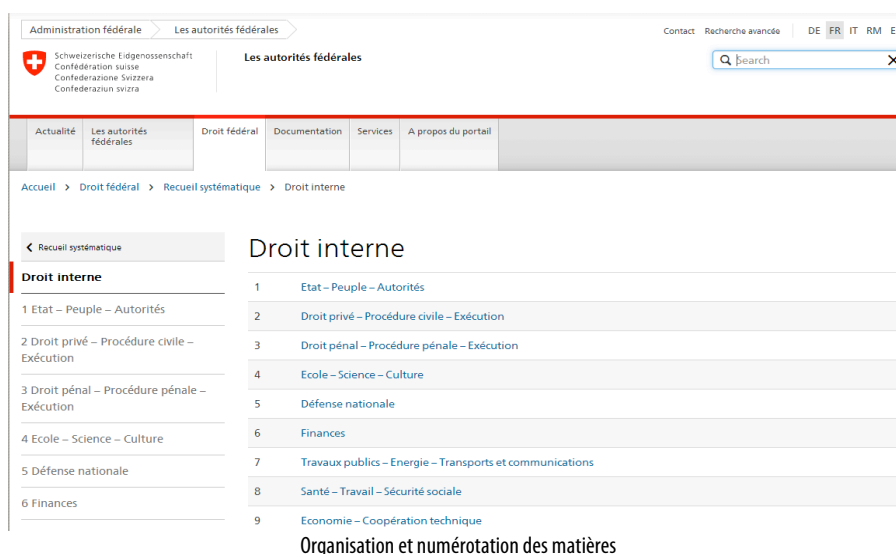 Administration fédérale Les autorités fédérales
Contact Recherche avancée DE FR IT RM E
Schweizerische Eidgenossenschaft
Confédération suisse
Confederazione Svizzera
Confederaziun svizra
Les autorités fédérales
Search
Actualité Les autorités fédérales Droit fédéral Documentation Services A propos du portail
Accueil > Droit fédéral > Recueil systématique > Droit interne
Recueil systématique
Droit interne
1 Etat – Peuple – Autorités
2 Droit privé – Procédure civile –
Exécution
3 Droit pénal – Procédure pénale –
Exécution
4 Ecole – Science – Culture
5 Défense nationale
6 Finances
Droit interne
1 Etat – Peuple – Autorités
2 Droit privé – Procédure civile – Exécution
3 Droit pénal – Procédure pénale – Exécution
4 Ecole – Science – Culture
5 Défense nationale
6 Finances
7 Travaux publics – Energie – Transports et communications
8 Santé – Travail – Sécurité sociale
9 Economie – Coopération technique
Organisation et numérotation des matières